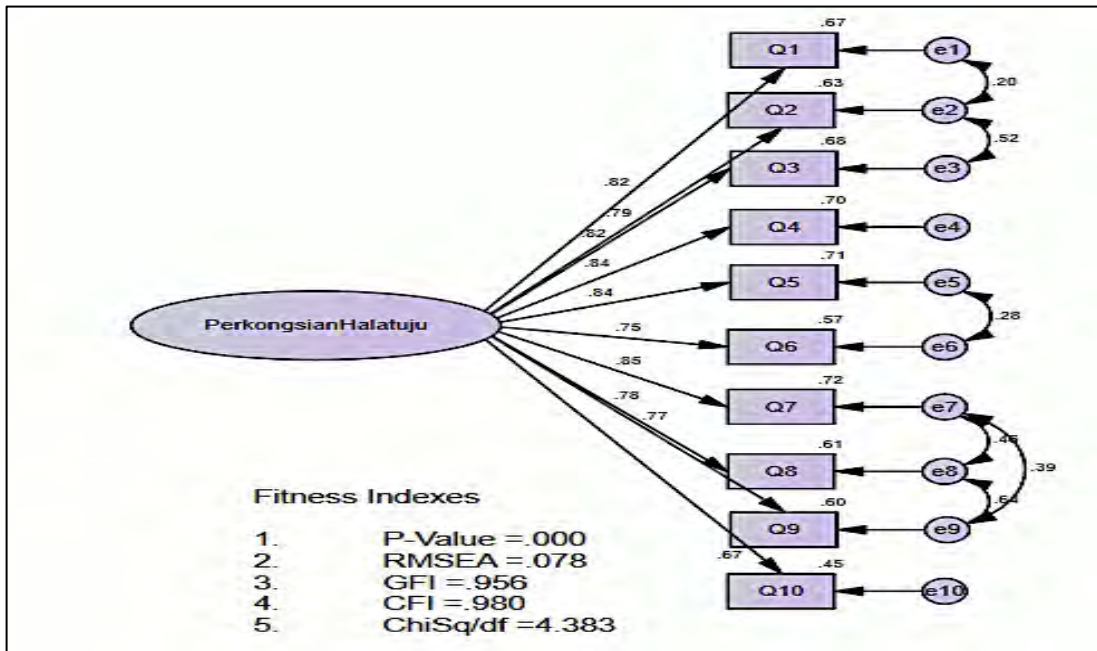 .67
Q1
e1
.20
.63
Q2
e2
.52
.68
Q3
e3
.82
.79
.82
.70
Q4
e4
.84
.71
Q5
e5
.84
.28
PerkongsianHalatuju
.75
.57
Q6
e6
.85
.72
Q7
e7
.78
.77
.46
.39
.61
Q8
e8
.64
.60
Q9
e9
.67
.45
Q10
e10
Fitness Indexes
1. P-Value =.000
2. RMSEA =.078
3. GFI =.956
4. CFI =.980
5. ChiSq/df =4.383